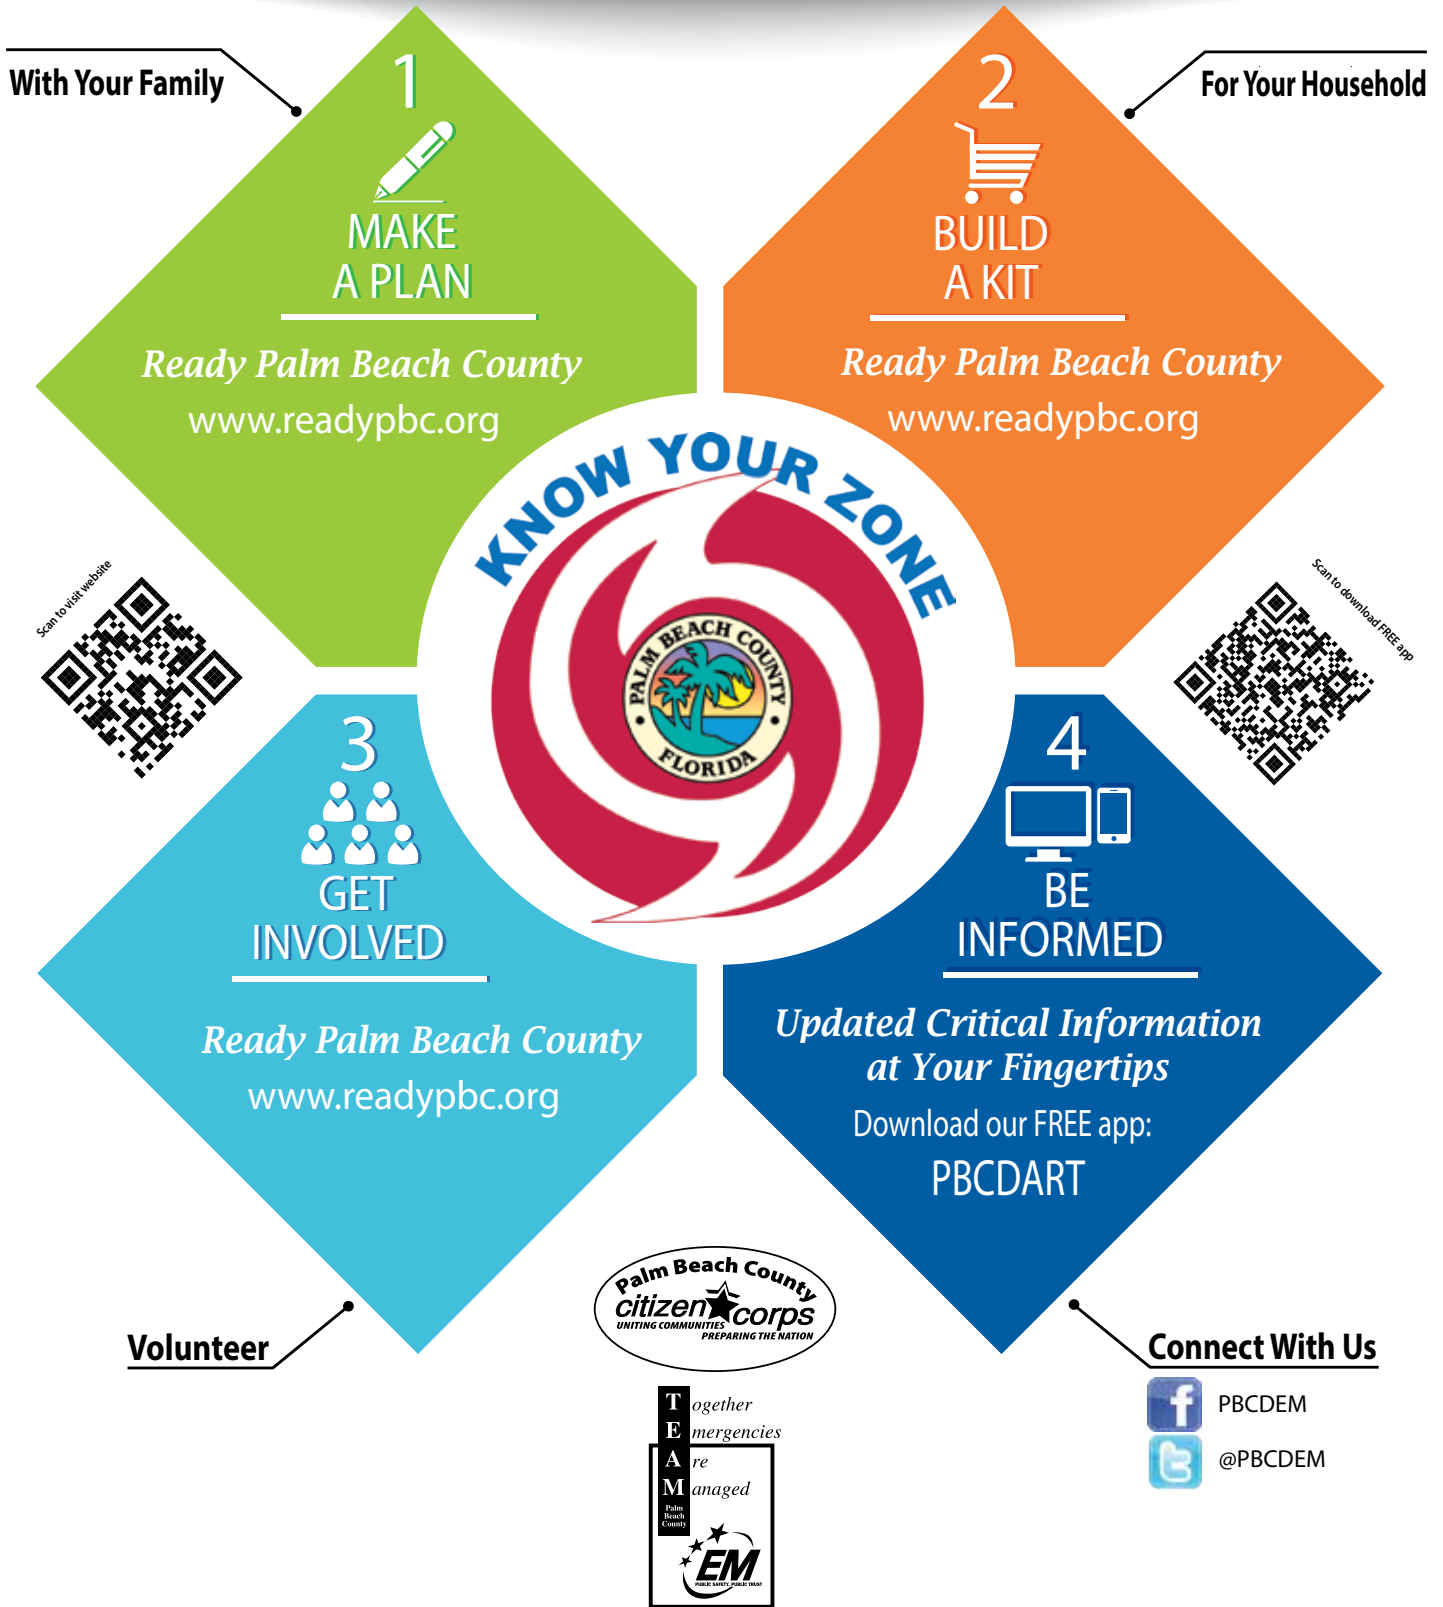 With Your Family
1
MAKE
A PLAN
Ready Palm Beach County
www.readypbc.org
For Your Household
2
BUILD
A KIT
Ready Palm Beach County
www.readypbc.org
KNOW YOUR ZONE
PALM BEACH COUNTY
FLORIDA
Scan to visit website
Scan to download FREE app
3
GET
INVOLVED
Ready Palm Beach County
www.readypbc.org
Volunteer
4
BE
INFORMED
Updated Critical Information
at Your Fingertips
Download our FREE app:
PBCDART
Connect With Us
PBCDEM
@PBCDEM
Palm Beach County
citizen corps
UNITING COMMUNITIES
PREPARING THE NATION
Together
Emergencies
Are
Managed
Palm
Beach
County
EM
PUBLIC SAFETY, PUBLIC TRUST